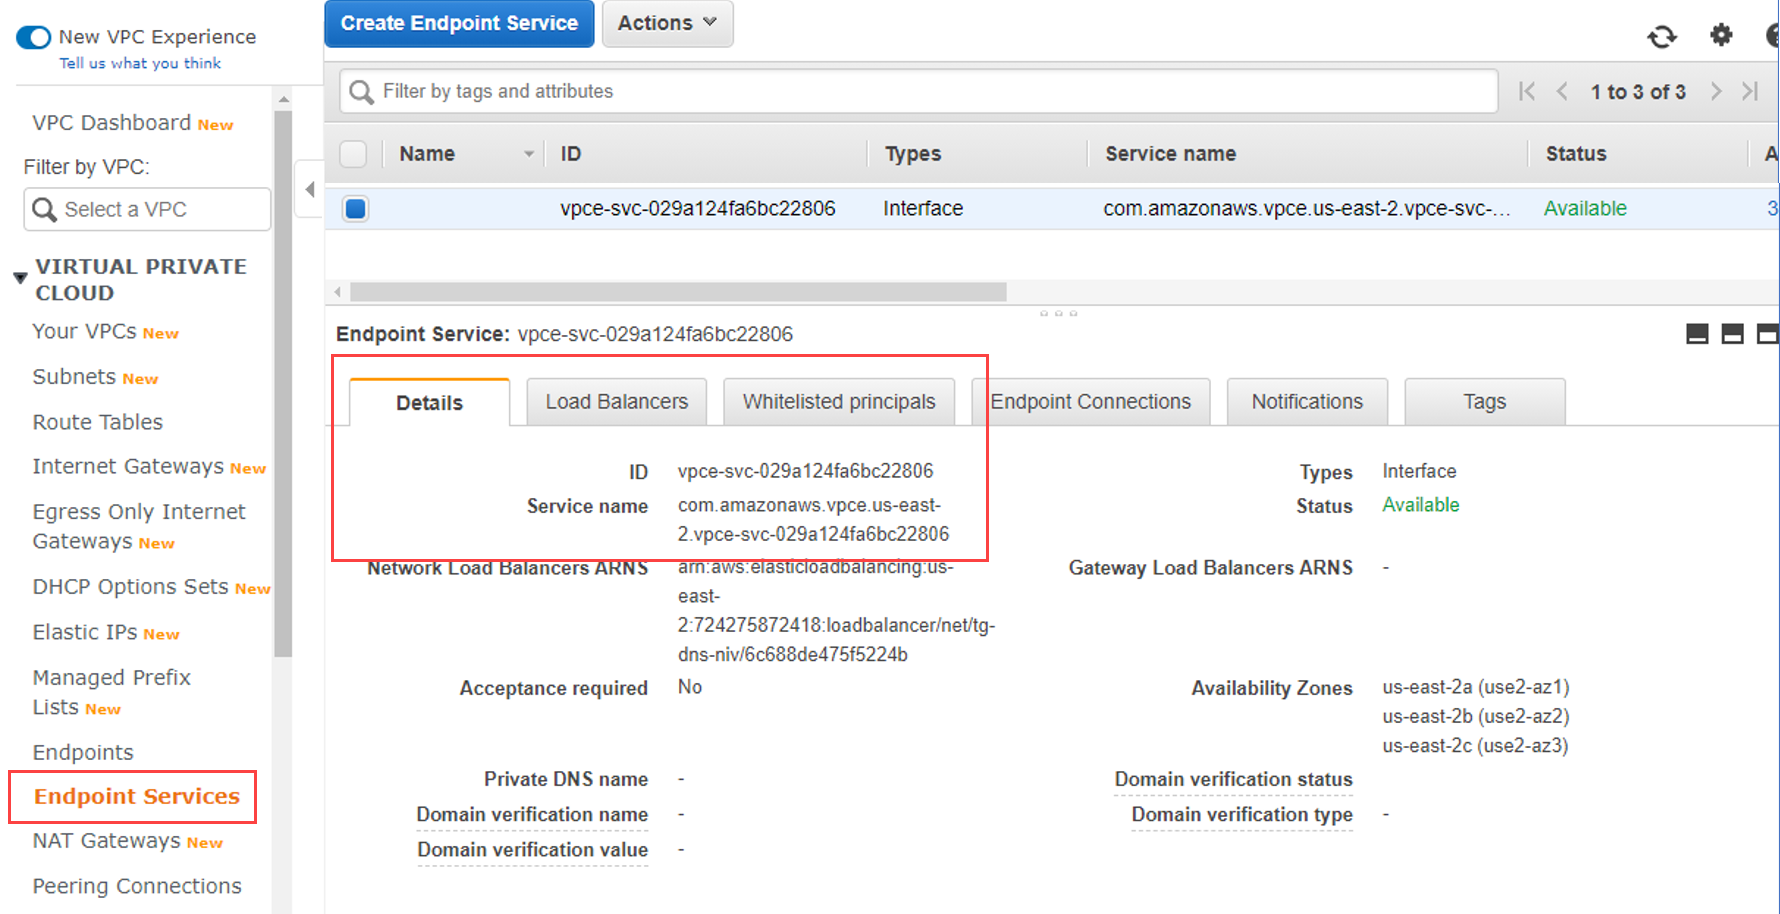 New VPC Experience
Tell us what you think
VPC Dashboard New
Filter by VPC:
Select a VPC
VIRTUAL PRIVATE
CLOUD
Your VPCs New
Subnets New
Route Tables
Internet Gateways New
Egress Only Internet
Gateways New
DHCP Options Sets New
Elastic IPs New
Managed Prefix
Lists New
Endpoints
Endpoint Services
NAT Gateways New
Peering Connections
Create Endpoint Service
Actions
Filter by tags and attributes
1 to 3 of 3
Name ID Types Service name Status A
vpce-svc-029a124fa6bc22806 Interface com.amazonaws.vpce.us-east-2.vpce-svc-... Available 3
Endpoint Service: vpce-svc-029a124fa6bc22806
Details Load Balancers Whitelisted principals Endpoint Connections Notifications Tags
ID vpce-svc-029a124fa6bc22806
Types Interface
Service name com.amazonaws.vpce.us-east-
2.vpce-svc-029a124fa6bc22806
Status Available
Network Load Balancers ARNS arn:aws:elasticloadbalancing:us-
east-
2:724275872418:loadbalancer/net/tg-
dns-niv/6c688de475f5224b
Gateway Load Balancers ARNS -
Acceptance required No
Availability Zones us-east-2a (use2-az1)
us-east-2b (use2-az2)
us-east-2c (use2-az3)
Private DNS name -
Domain verification status
Domain verification name -
Domain verification type -
Domain verification value -